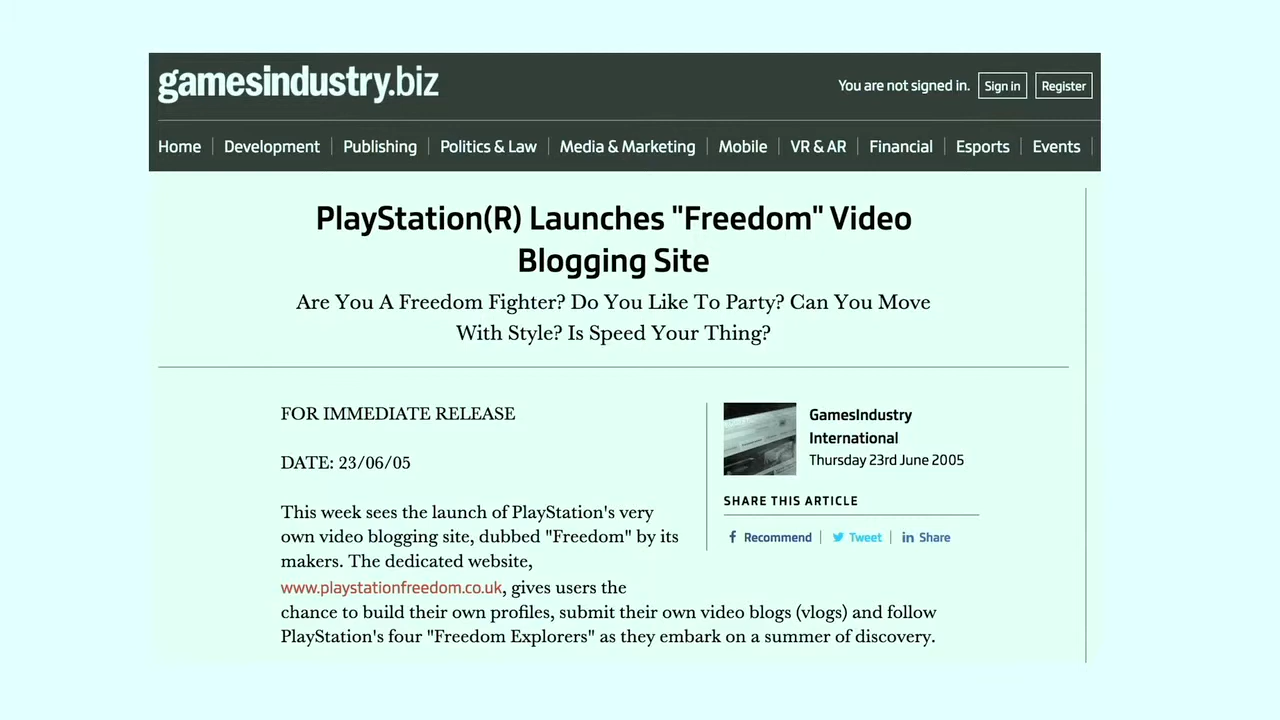 gamesindustry.biz
You are not signed in. Sign in Register
Home Development Publishing Politics & Law Media & Marketing Mobile VR & AR Financial Esports Events
PlayStation(R) Launches "Freedom" Video
Blogging Site
Are You A Freedom Fighter? Do You Like To Party? Can You Move
With Style? Is Speed Your Thing?
FOR IMMEDIATE RELEASE
DATE: 23/06/05
This week sees the launch of PlayStation's very
own video blogging site, dubbed "Freedom" by its
makers. The dedicated website,
www.playstationfreedom.co.uk, gives users the
chance to build their own profiles, submit their own video blogs (vlogs) and follow
PlayStation's four "Freedom Explorers" as they embark on a summer of discovery.
GamesIndustry
International
Thursday 23rd June 2005
SHARE THIS ARTICLE
Recommend Tweet Share